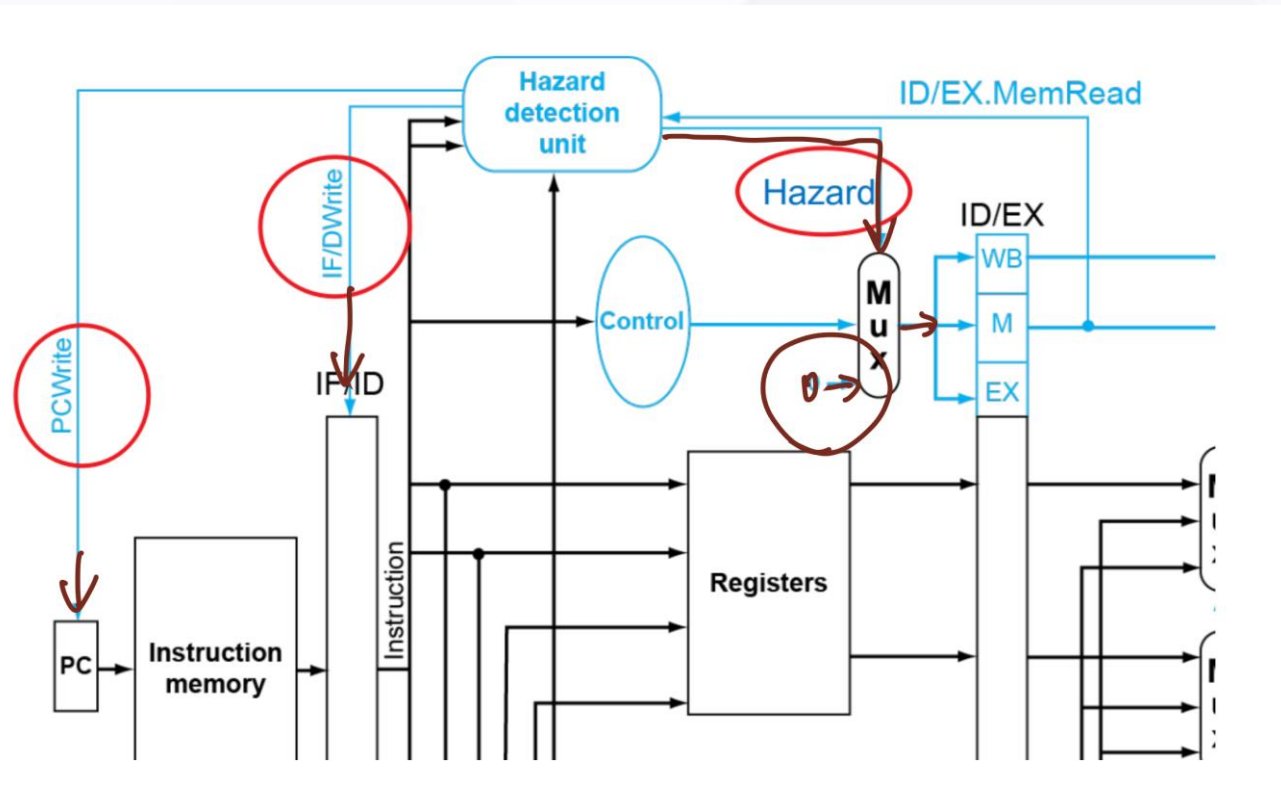 Hazard
detection
unit
ID/EX.MemRead
IF/DWrite
Hazard
ID/EX
WB
M
u
x
Control
M
PCWrite
0
IF/ID
EX
Instruction
Registers
PC
Instruction
memory